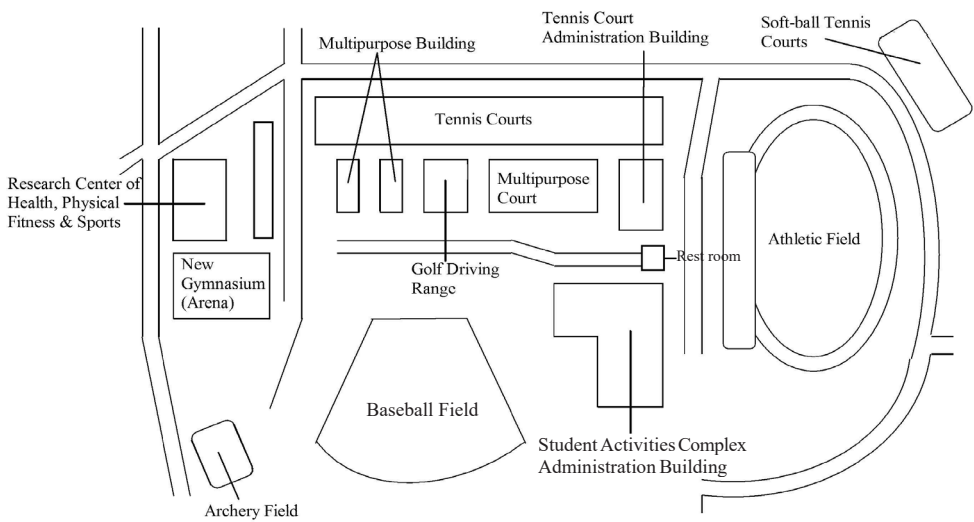 Tennis Court
Administration Building
Soft-ball Tennis
Courts
Multipurpose Building
Tennis Courts
Research Center of
Health, Physical
Fitness & Sports
Multipurpose
Court
Athletic Field
Rest room
New
Gymnasium
(Arena)
Golf Driving
Range
Baseball Field
Student Activities Complex
Administration Building
Archery Field